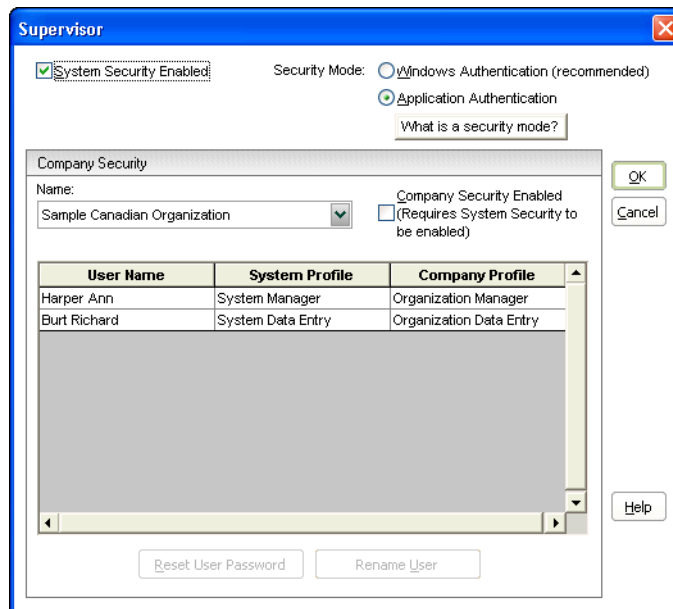 Supervisor
System Security Enabled
Security Mode:
Windows Authentication (recommended)
Application Authentication
What is a security mode?
Company Security
Name:
Sample Canadian Organization
Company Security Enabled
(Requires System Security to
be enabled)
OK
Cancel
User Name System Profile Company Profile
Harper Ann System Manager Organization Manager
Burt Richard System Data Entry Organization Data Entry
Help
Reset User Password Rename User